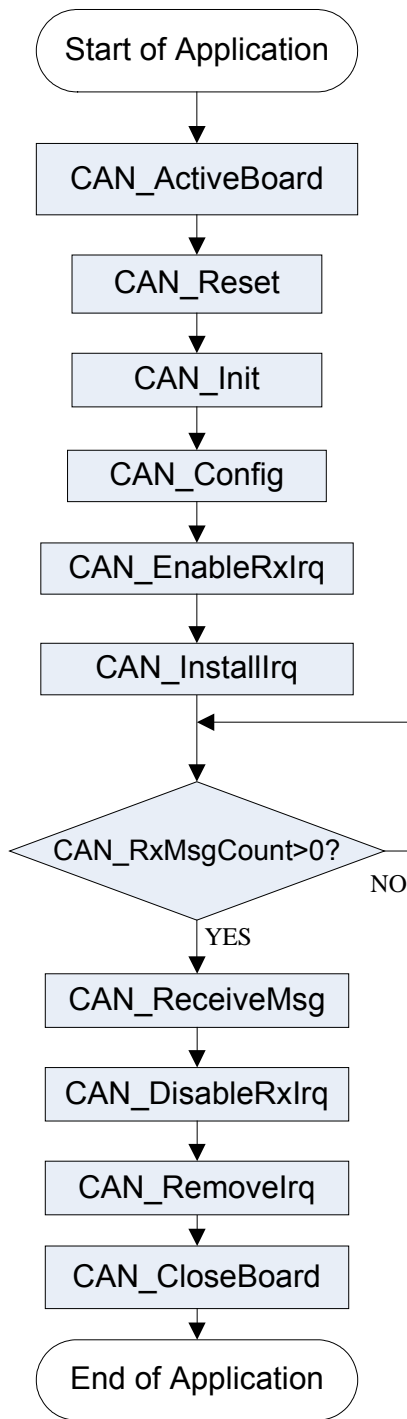 Start of Application
CAN_ActiveBoard
CAN_Reset
CAN_Init
CAN_Config
CAN_EnableRxIrq
CAN_InstallIrq
CAN_RxMsgCount>0?
NO
YES
CAN_ReceiveMsg
CAN_DisableRxIrq
CAN_RemoveIrq
CAN_CloseBoard
End of Application